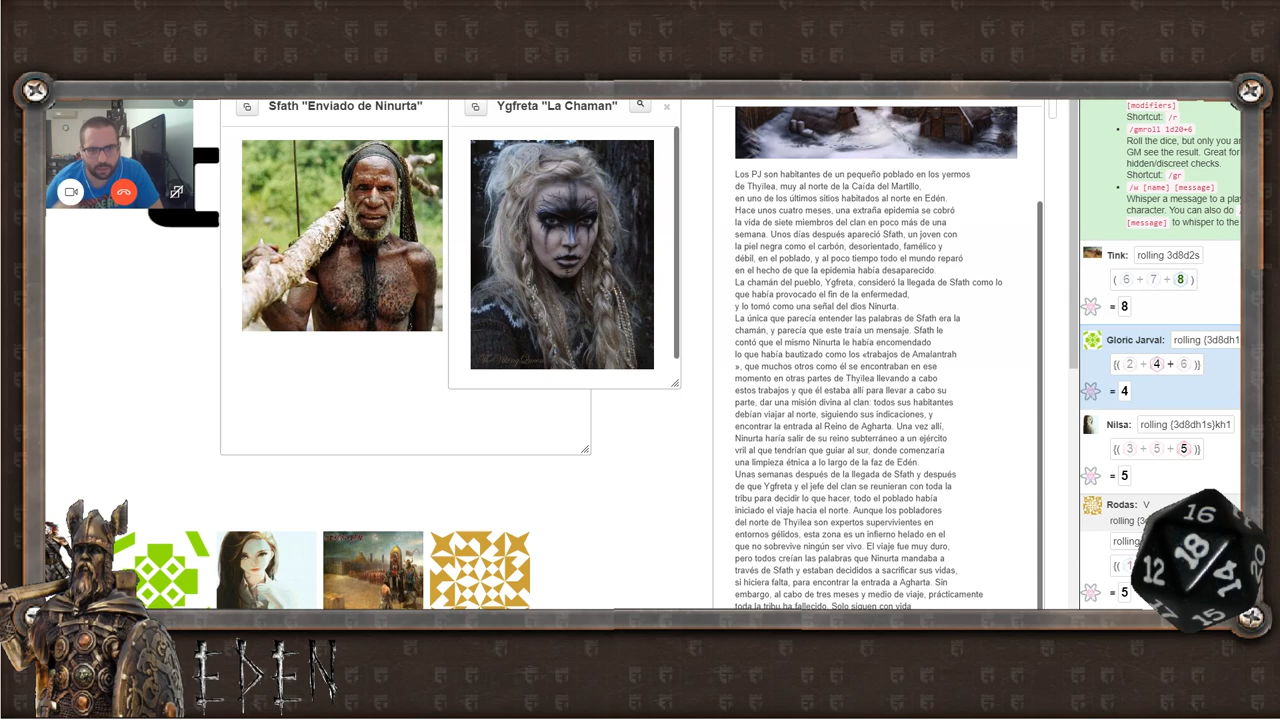 Sfath "Enviado de Ninurta"
Ygfreta "La Chaman"
Los PJ son habitantes de un pequeño poblado en los yermos
de Thyïlea, muy al norte de la Caída del Martillo,
en uno de los últimos sitios habitados al norte en Edén.
Hace unos cuatro meses, una extraña epidemia se cobró
la vida de siete miembros del clan en poco más de una
semana. Unos días después apareció Sfath, un joven con
la piel negra como el carbón, desorientado, famélico y
débil, en el poblado, y al poco tiempo todo el mundo reparó
en el hecho de que la epidemia había desaparecido.
La chamán del pueblo, Ygfreta, consideró la llegada de Sfath como lo
que había provocado el fin de la enfermedad,
y lo tomó como una señal del dios Ninurta.
La única que parecía entender las palabras de Sfath era la
chamán, y parecía que este traía un mensaje. Sfath le
contó que el mismo Ninurta le había encomendado
lo que había bautizado como los «trabajos de Amalantrah
», que muchos otros como él se encontraban en ese
momento en otras partes de Thyïlea llevando a cabo
estos trabajos y que él estaba allí para llevar a cabo su
parte, dar una misión divina al clan: todos sus habitantes
debían viajar al norte, siguiendo sus indicaciones, y
encontrar la entrada al Reino de Agharta. Una vez allí,
Ninurta haría salir de su reino subterráneo a un ejército
vril al que tendrían que guiar al sur, donde comenzaría
una limpieza étnica a lo largo de la faz de Edén.
Unas semanas después de la llegada de Sfath y después
de que Ygfreta y el jefe del clan se reunieran con toda la
tribu para decidir lo que hacer, todo el poblado había
iniciado el viaje hacia el norte. Aunque los pobladores
del norte de Thyïlea son expertos supervivientes en
entornos gélidos, esta zona es un infierno helado en el
que no sobrevive ningún ser vivo. El viaje fue muy duro,
pero todos creían las palabras que Ninurta mandaba a
través de Sfath y estaban decididos a sacrificar sus vidas,
si hiciera falta, para encontrar la entrada a Agharta. Sin
embargo, al cabo de tres meses y medio de viaje, prácticamente
toda la tribu ha fallecido. Solo siguen con vida
[modifiers]
Shortcut: /r
/gmroll 1d20+6
Roll the dice, but only you an
GM see the result. Great for
hidden/discreet checks.
Shortcut: /gr
/w [name] [message]
Whisper a message to a play
character. You can also do
[message] to whisper to the
Tink: rolling 3d8d2s
( 6 + 7 + 8 )
= 8
Gloric Jarval: rolling {3d8dh1
{( 2 + 4 + 6 )}
= 4
Nilsa: rolling {3d8dh1s}kh1
{( 3 + 5 + 5 )}
= 5
Rodas: V
rolling {3
rolling
= 5
EDEN
16
18
12
14
20
17
15